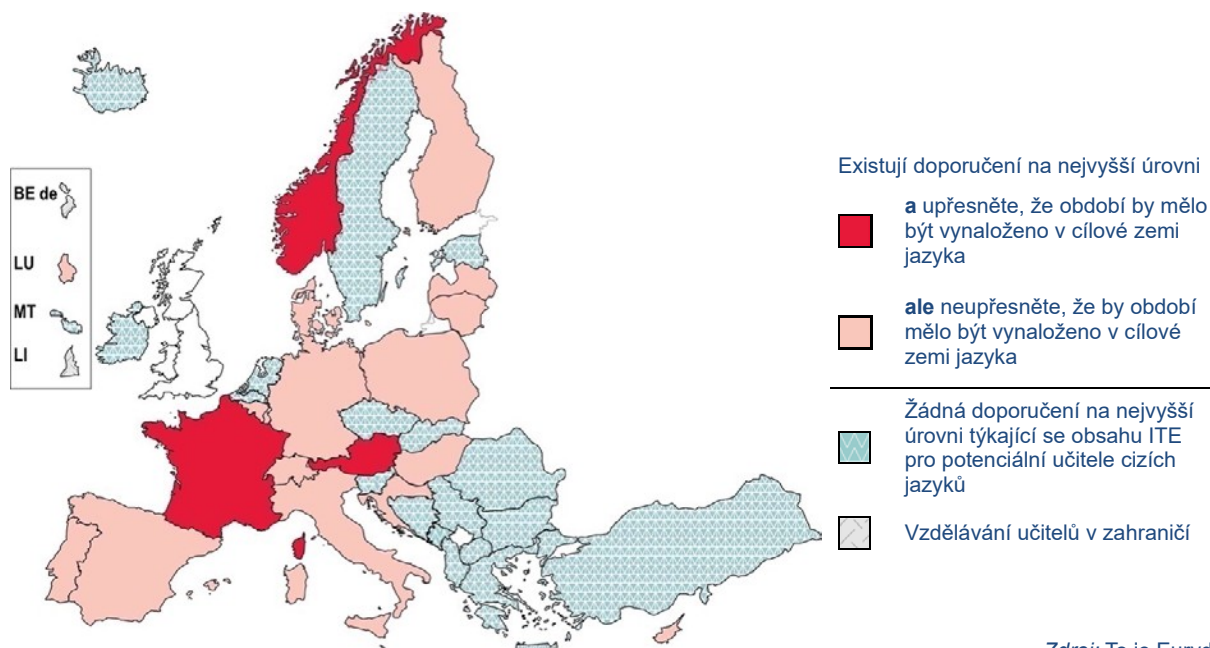 BE de
LU
MT
LI
Existují doporučení na nejvyšší úrovni
a upřesněte, že období by mělo
být vynaloženo v cílové zemi
jazyka
ale neupřesněte, že by období
mělo být vynaloženo v cílové
zemi jazyka
Žádná doporučení na nejvyšší
úrovni týkající se obsahu ITE
pro potenciální učitele cizích
jazyků
Vzdělávání učitelů v zahraničí